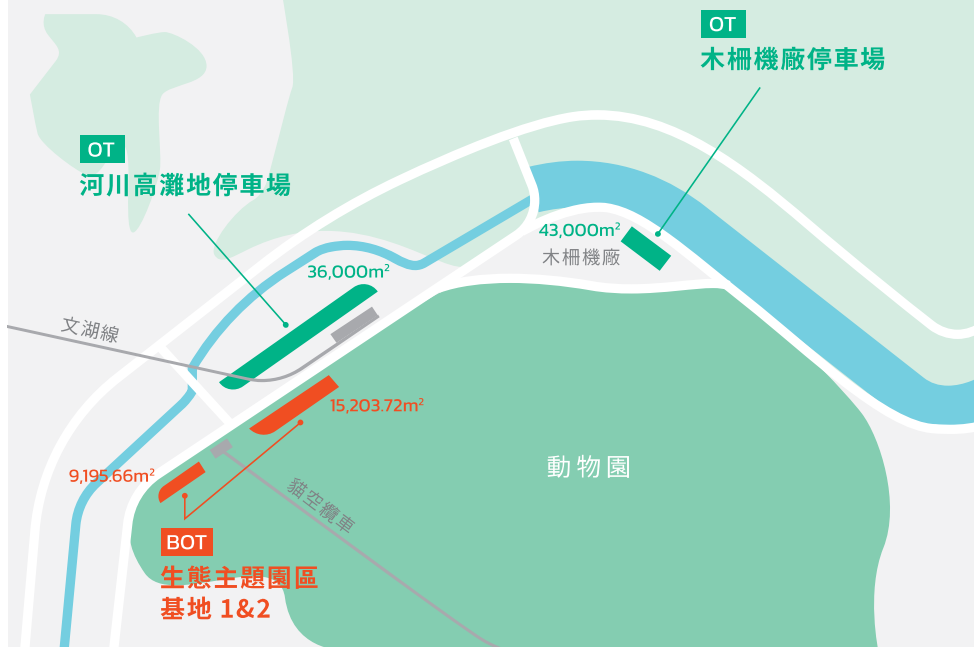 OT
木柵機廠停車場
OT
河川高灘地停車場
43,000m²
木柵機廠
36,000m²
文湖線
15,203.72m²
動物園
9,195.66m²
貓空纜車
BOT
生態主題園區
基地 1&2